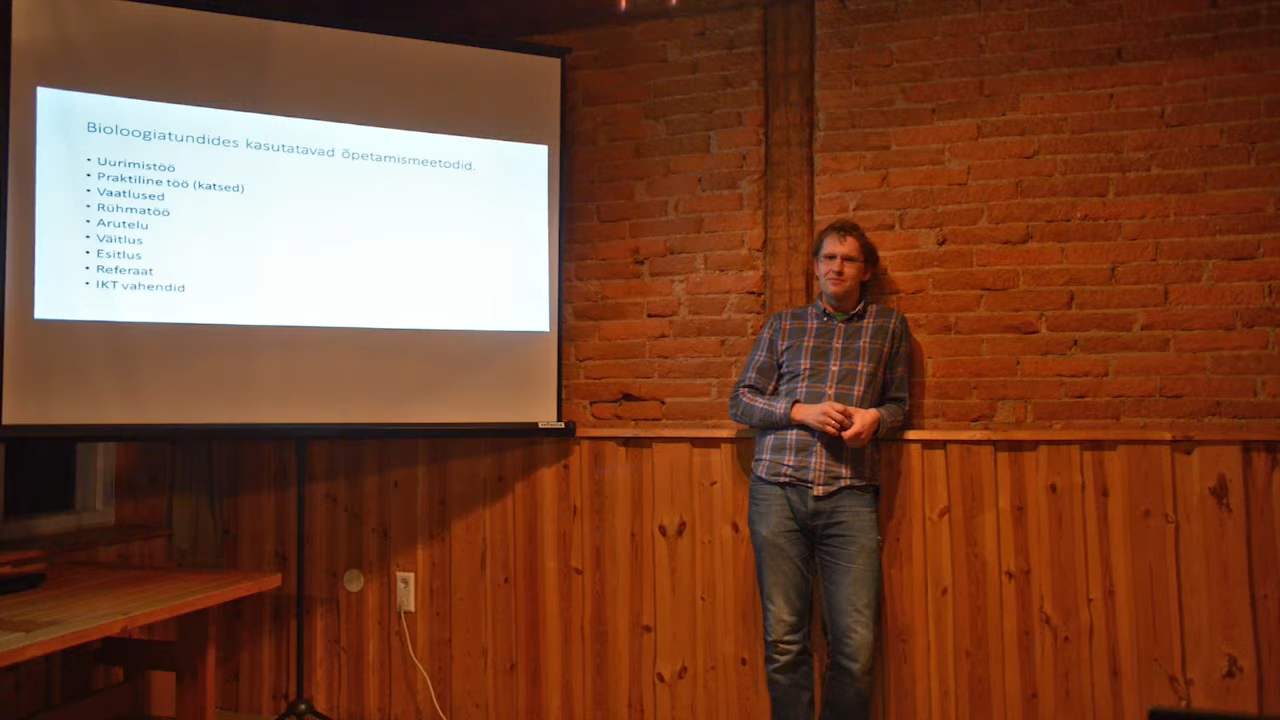 Bioloogiatundides kasutatavad õpetamismeetodid.
• Uurimistöö
• Praktiline töö (katsed)
• Vaatlused
• Rühmatöö
• Arutelu
• Väitlus
• Esitlus
• Referaat
• IKT vahendid